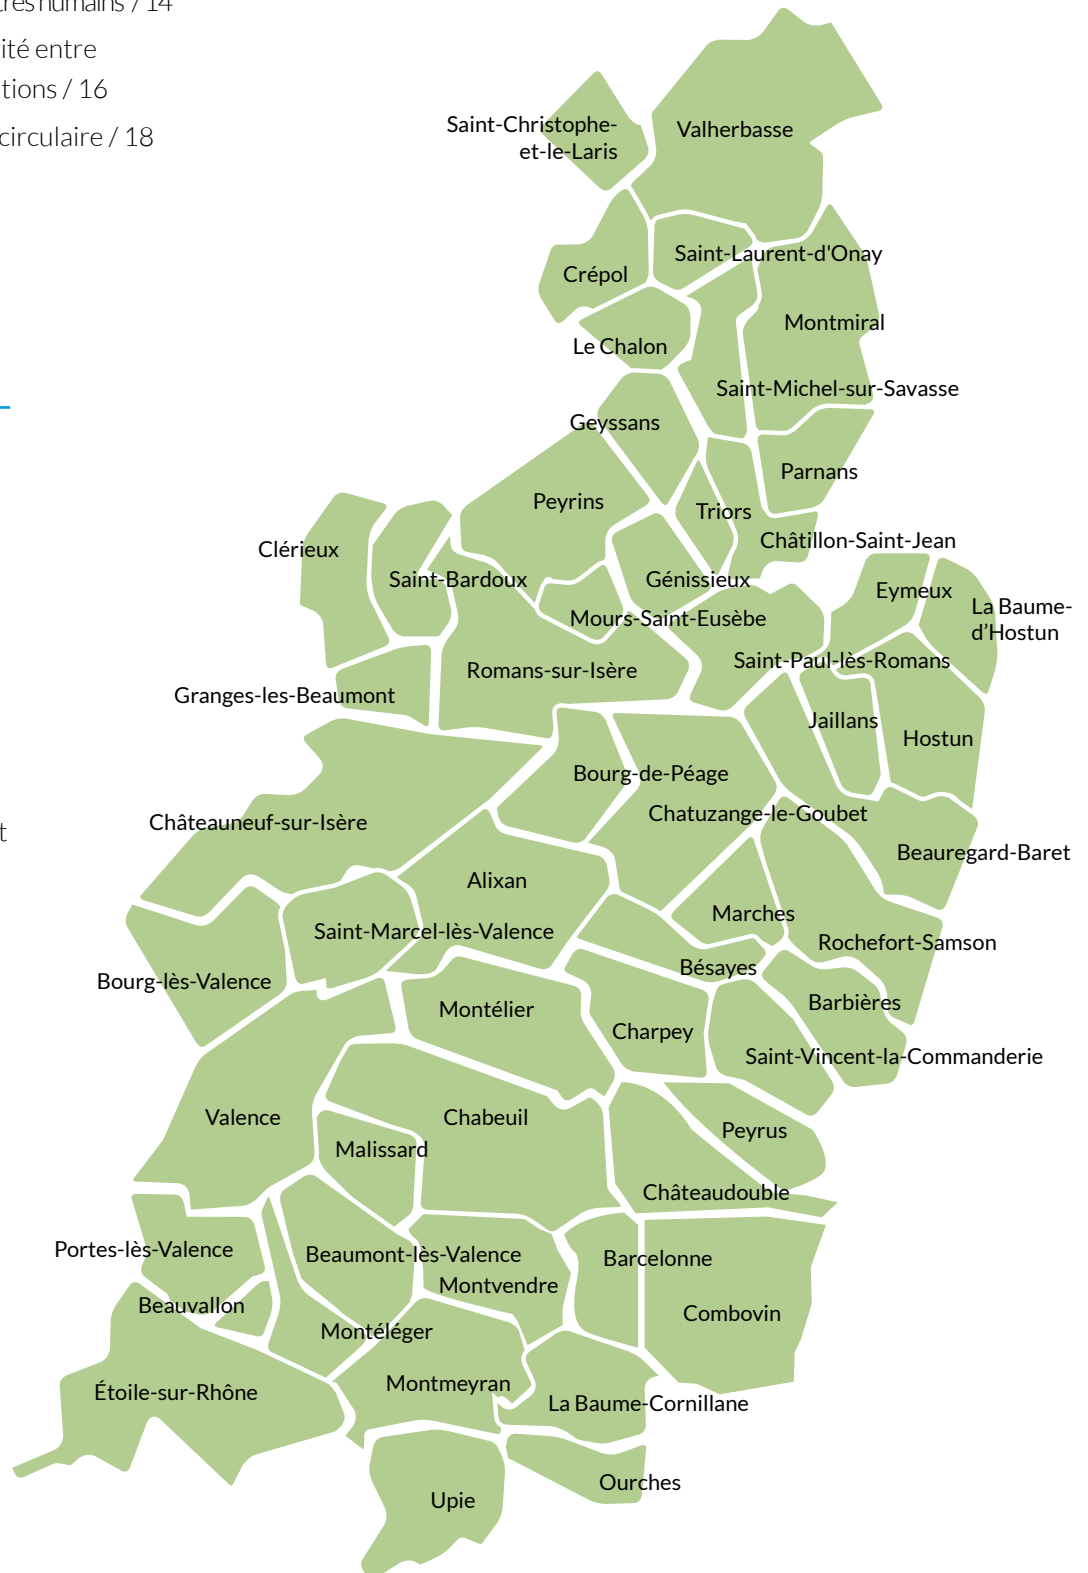 tres humains / 14
ité entre
tions / 16
circulaire / 18
t
Saint-Christophe-
et-le-Laris
Valherbasse
Saint-Laurent-d'Onay
Crépol
Montmiral
Le Chalon
Saint-Michel-sur-Savasse
Geyssans
Parnans
Peyrins
Triors
Châtillon-Saint-Jean
Clérieux
Saint-Bardoux
Génissieux
Eymeux
La Baume-
d’Hostun
Mours-Saint-Eusèbe
Saint-Paul-lès-Romans
Romans-sur-Isère
Granges-les-Beaumont
Jaillans
Hostun
Bourg-de-Péage
Chatuzange-le-Goubet
Châteauneuf-sur-Isère
Beauregard-Baret
Alixan
Marches
Saint-Marcel-lès-Valence
Rochefort-Samson
Bésayes
Bourg-lès-Valence
Barbières
Montélier
Charpey
Saint-Vincent-la-Commanderie
Valence
Chabeuil
Peyrus
Malissard
Châteaudouble
Portes-lès-Valence
Beaumont-lès-Valence
Barcelonne
Montvendre
Beauvallon
Combovin
Montéléger
Étoile-sur-Rhône
Montmeyran
La Baume-Cornillane
Ourches
Upie